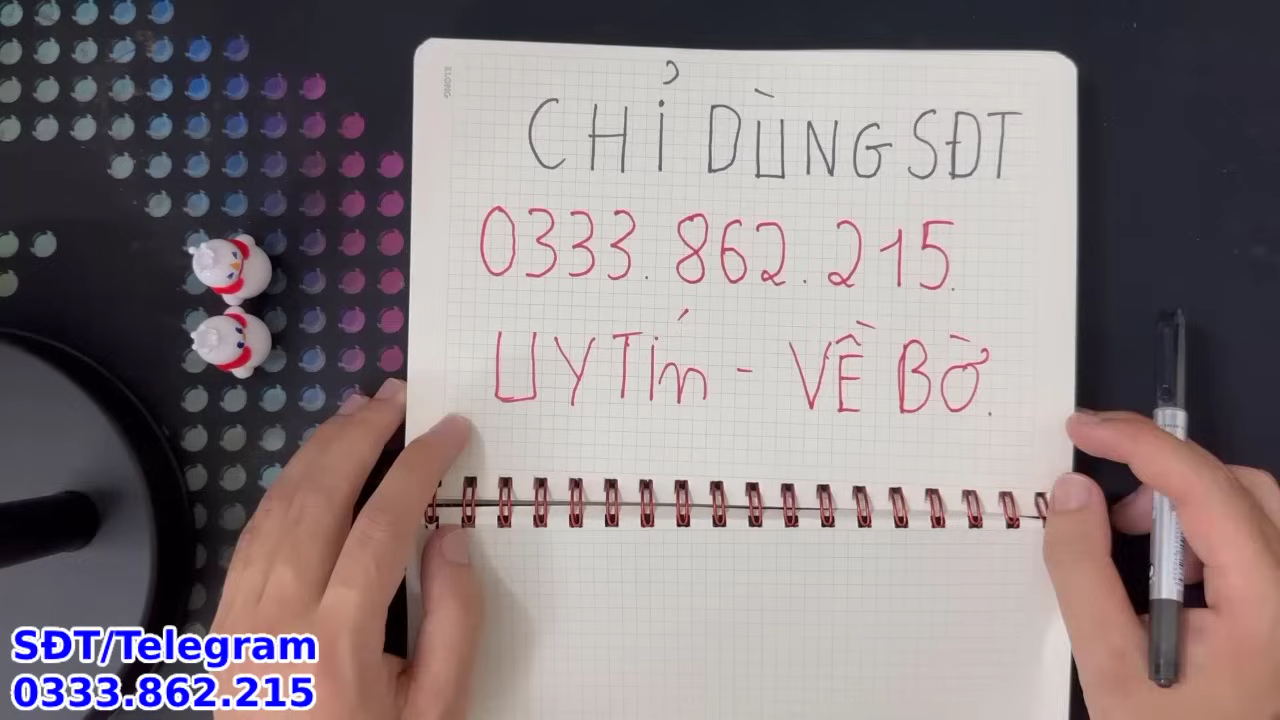 CHỈ DÙNG SĐT
0333.862.215.
UY Tín - VỀ BỜ.
SĐT/Telegram
0333.862.215